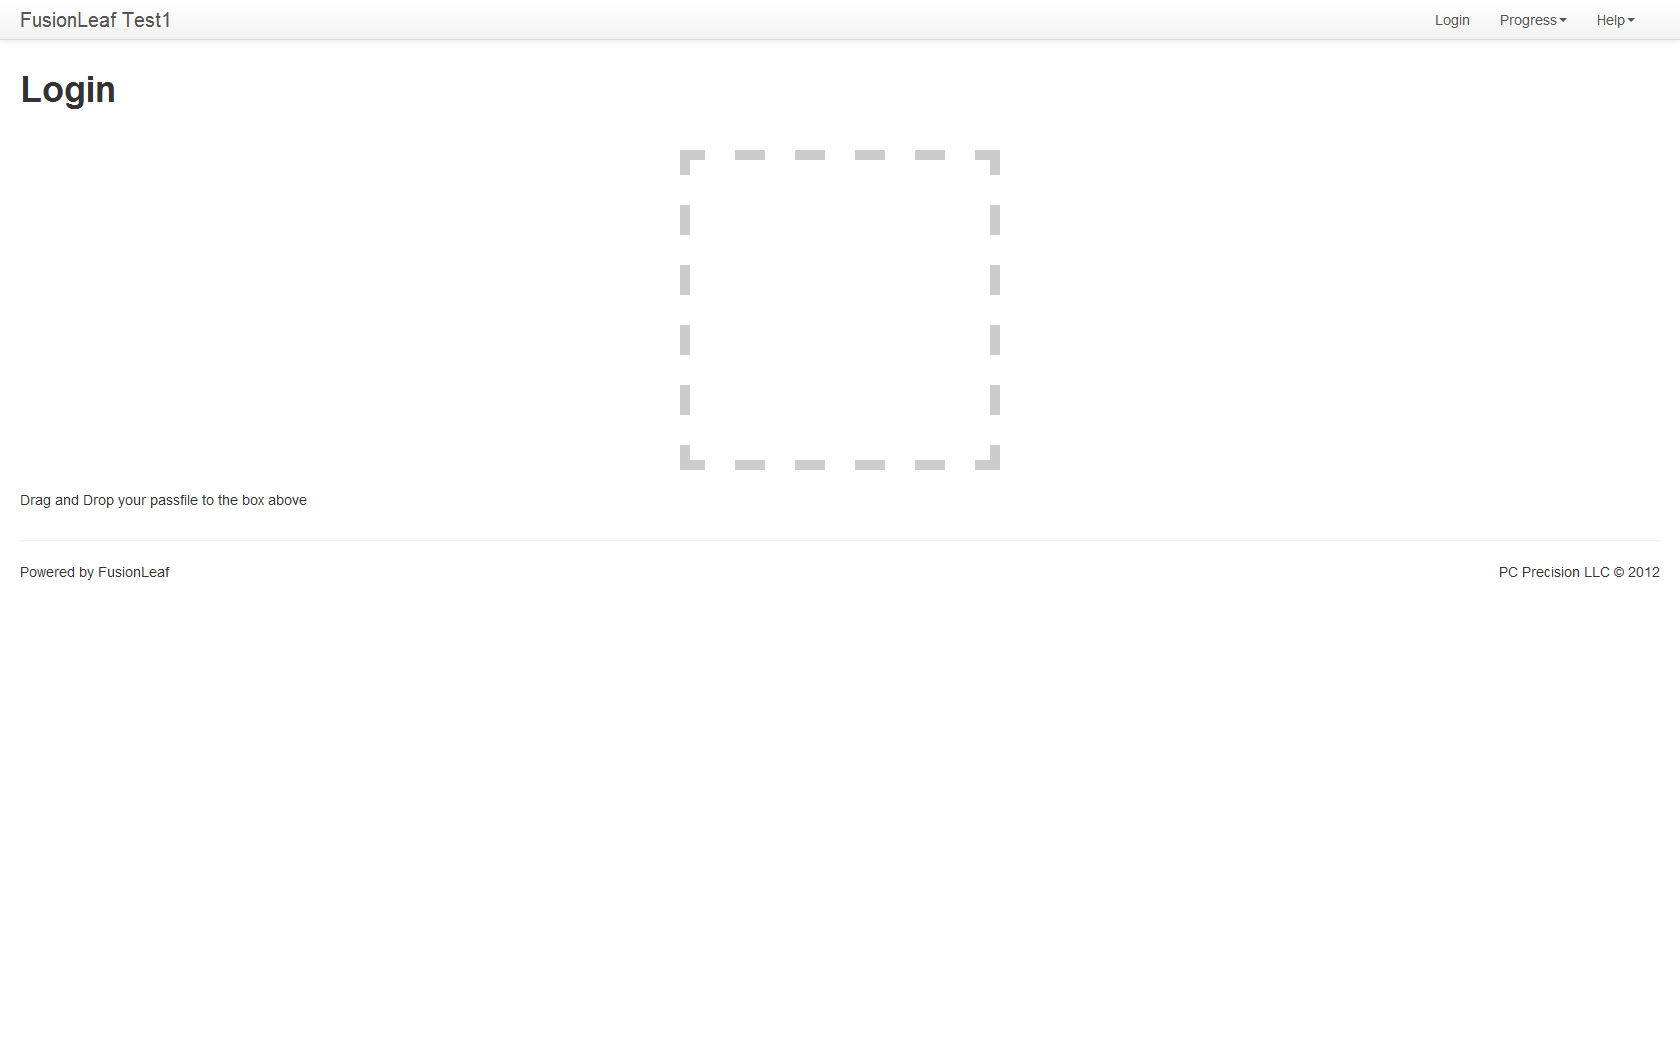 FusionLeaf Test1
Login
Progress
Help
Login
Drag and Drop your passfile to the box above
Powered by FusionLeaf
PC Precision LLC © 2012